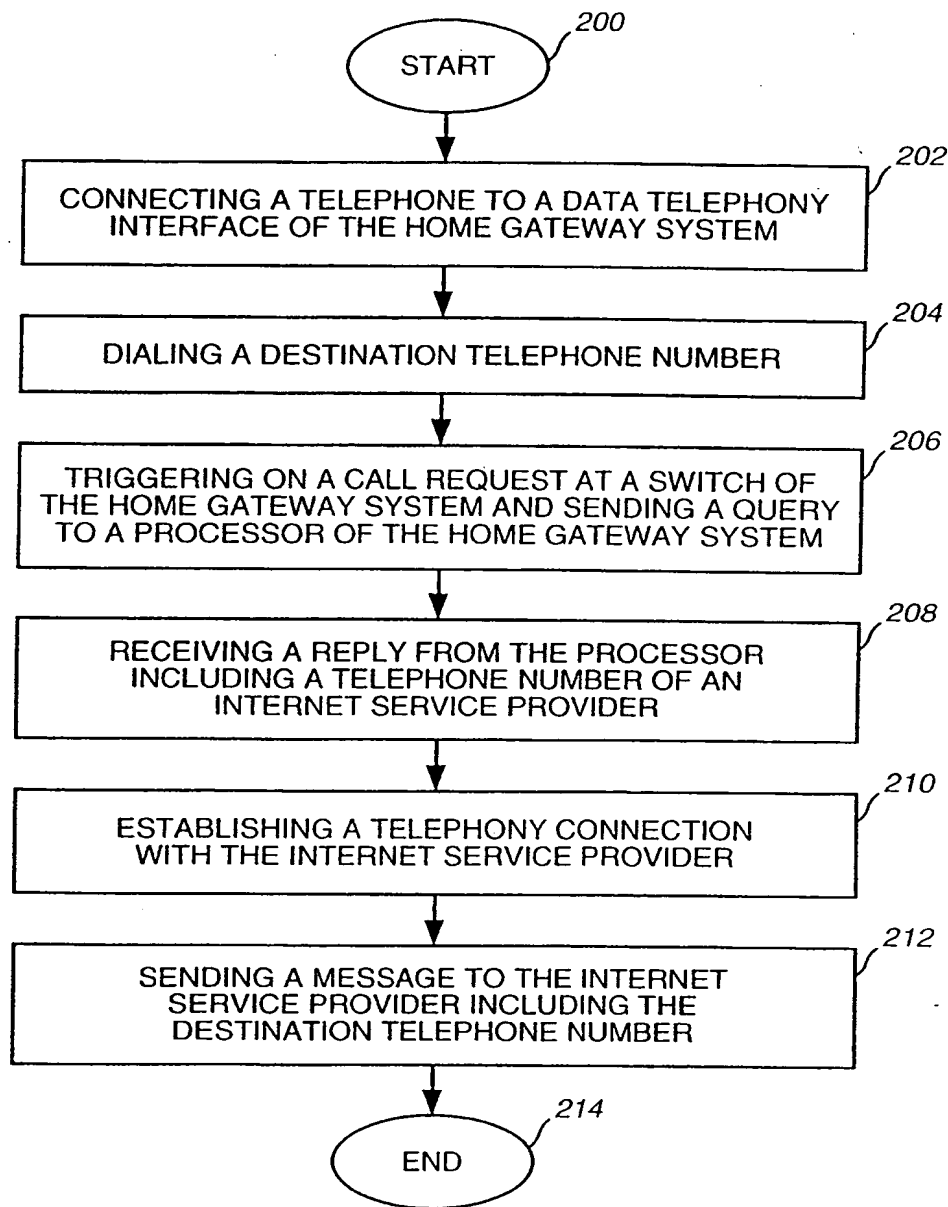 200
START
202
CONNECTING A TELEPHONE TO A DATA TELEPHONY
INTERFACE OF THE HOME GATEWAY SYSTEM
204
DIALING A DESTINATION TELEPHONE NUMBER
206
TRIGGERING ON A CALL REQUEST AT A SWITCH OF
THE HOME GATEWAY SYSTEM AND SENDING A QUERY
TO A PROCESSOR OF THE HOME GATEWAY SYSTEM
208
RECEIVING A REPLY FROM THE PROCESSOR
INCLUDING A TELEPHONE NUMBER OF AN
INTERNET SERVICE PROVIDER
210
ESTABLISHING A TELEPHONY CONNECTION
WITH THE INTERNET SERVICE PROVIDER
212
SENDING A MESSAGE TO THE INTERNET
SERVICE PROVIDER INCLUDING THE
DESTINATION TELEPHONE NUMBER
214
END